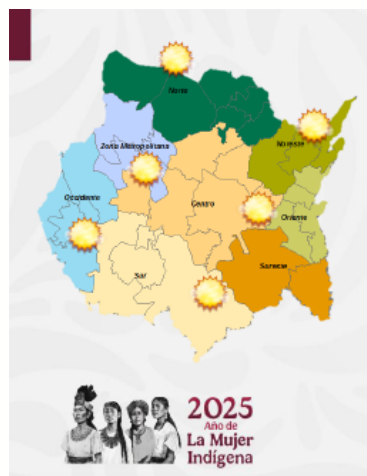 Norte
Noreste
Zona Metropolitana
Occidente
Centro
Oriente
Sur
Sureste
2025
Año de
La Mujer
Indígena